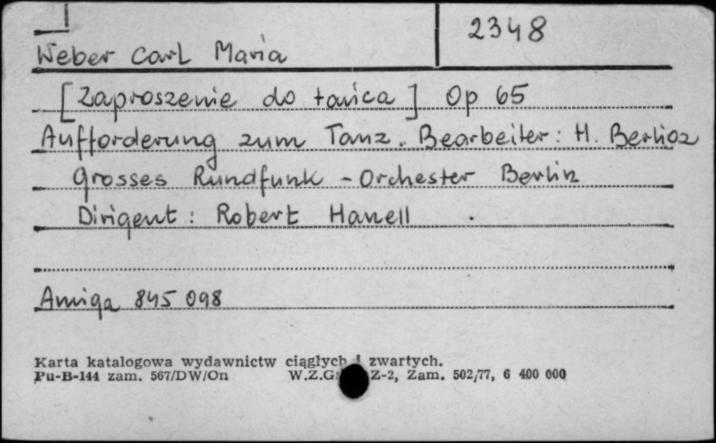 2348
Weber Carl Maria
[Zaproszenie do tańca] Op 65
Aufforderung zum Tanz. Bearbeiter: H. Berlioz
Grosses Rundfunk - Orchester Berlin
Dirigent: Robert Hanell
Amiga 845 098
Karta katalogowa wydawnictw ciągłych i zwartych.
Pu-B-144 zam. 567/DW/On W.Z.G. Z-2, Zam. 502/77, 6 400 000